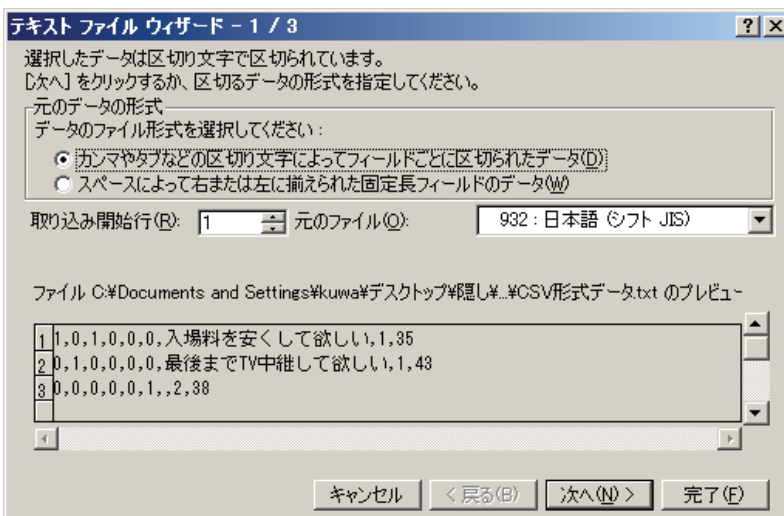 テキスト ファイル ウィザード - 1 / 3
選択したデータは区切り文字で区切られています。
[次へ] をクリックするか、区切るデータの形式を指定してください。
元のデータの形式
データのファイル形式を選択してください:
カンマやタブなどの区切り文字によってフィールドごとに区切られたデータ(D)
スペースによって右または左に揃えられた固定長フィールドのデータ(W)
取り込み開始行(R): 1 元のファイル(O): 932 : 日本語 (シフト JIS)
ファイル C:¥Documents and Settings¥kuwa¥デスクトップ¥隠し¥...¥CSV形式データ.txt のプレビュー
1 1,0,1,0,0,0,入場料を安くして欲しい,1,35
2 0,1,0,0,0,0,最後までTV中継して欲しい,1,43
3 0,0,0,0,0,1,,2,38
キャンセル < 戻る(B) 次へ(N) > 完了(F)